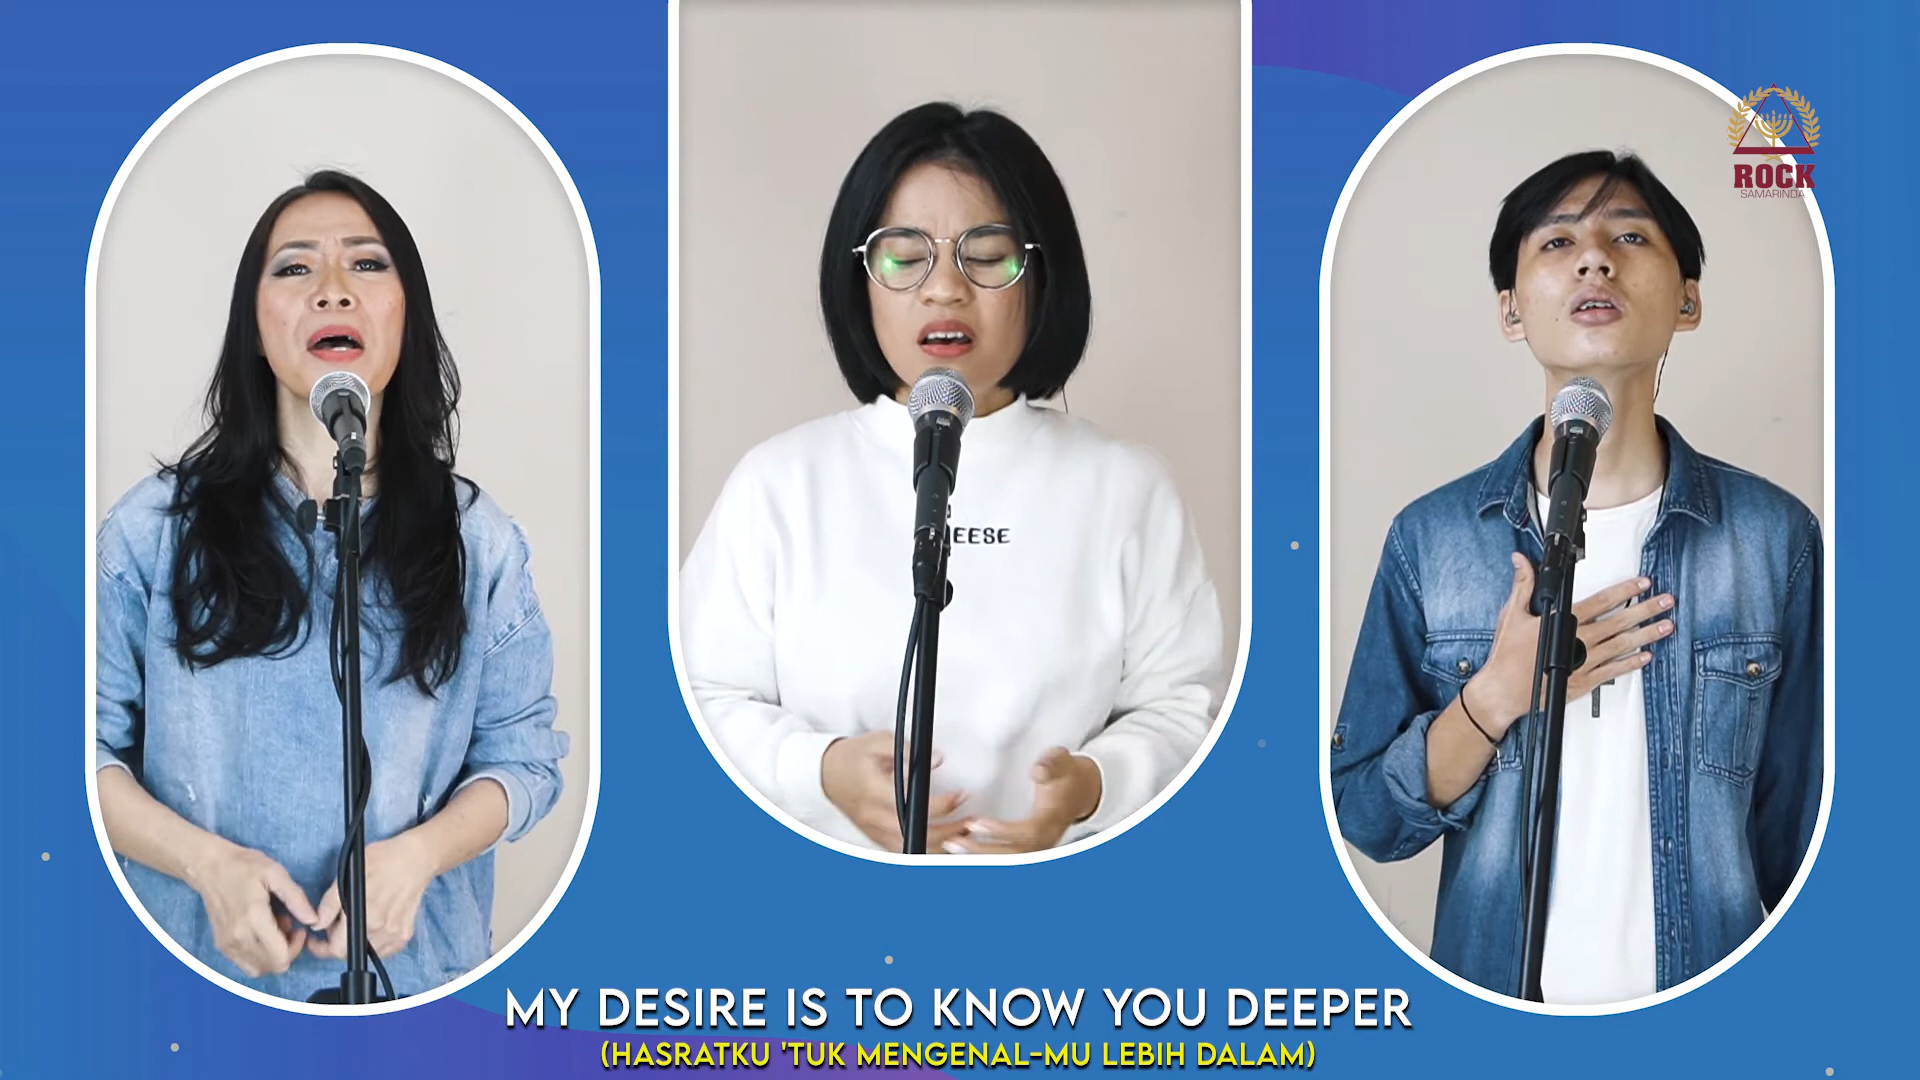 ROCK
SAMARINDA
EESE
MY DESIRE IS TO KNOW YOU DEEPER
(HASRATKU 'TUK MENGENAL-MU LEBIH DALAM)